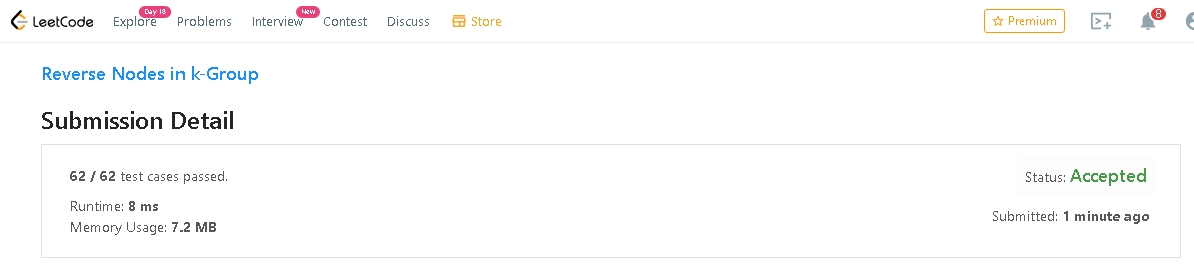 Day 18 New 8
LeetCode Explore Problems Interview Contest Discuss Store Premium
Reverse Nodes in k-Group
Submission Detail
62 / 62 test cases passed. Status: Accepted
Runtime: 8 ms
Memory Usage: 7.2 MB Submitted: 1 minute ago